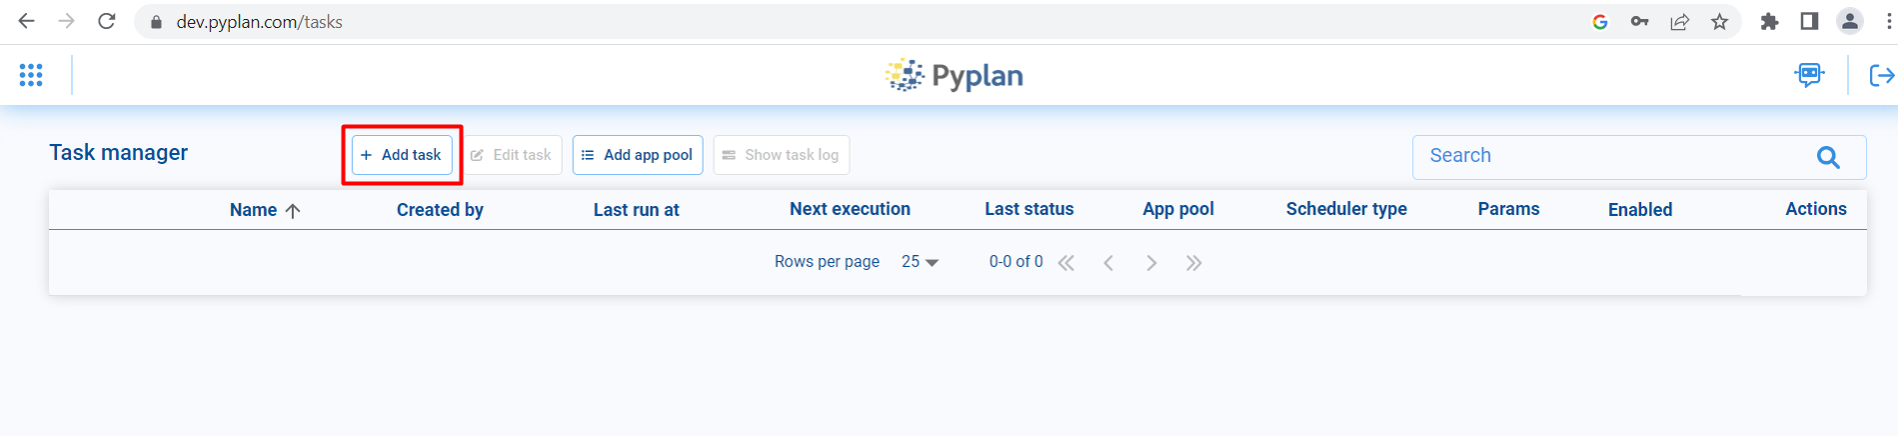 dev.pyplan.com/tasks
Pyplan
Task manager
Add task
Edit task
Add app pool
Show task log
Search
Name
Created by
Last run at
Next execution
Last status
App pool
Scheduler type
Params
Enabled
Actions
Rows per page 25 0-0 of 0